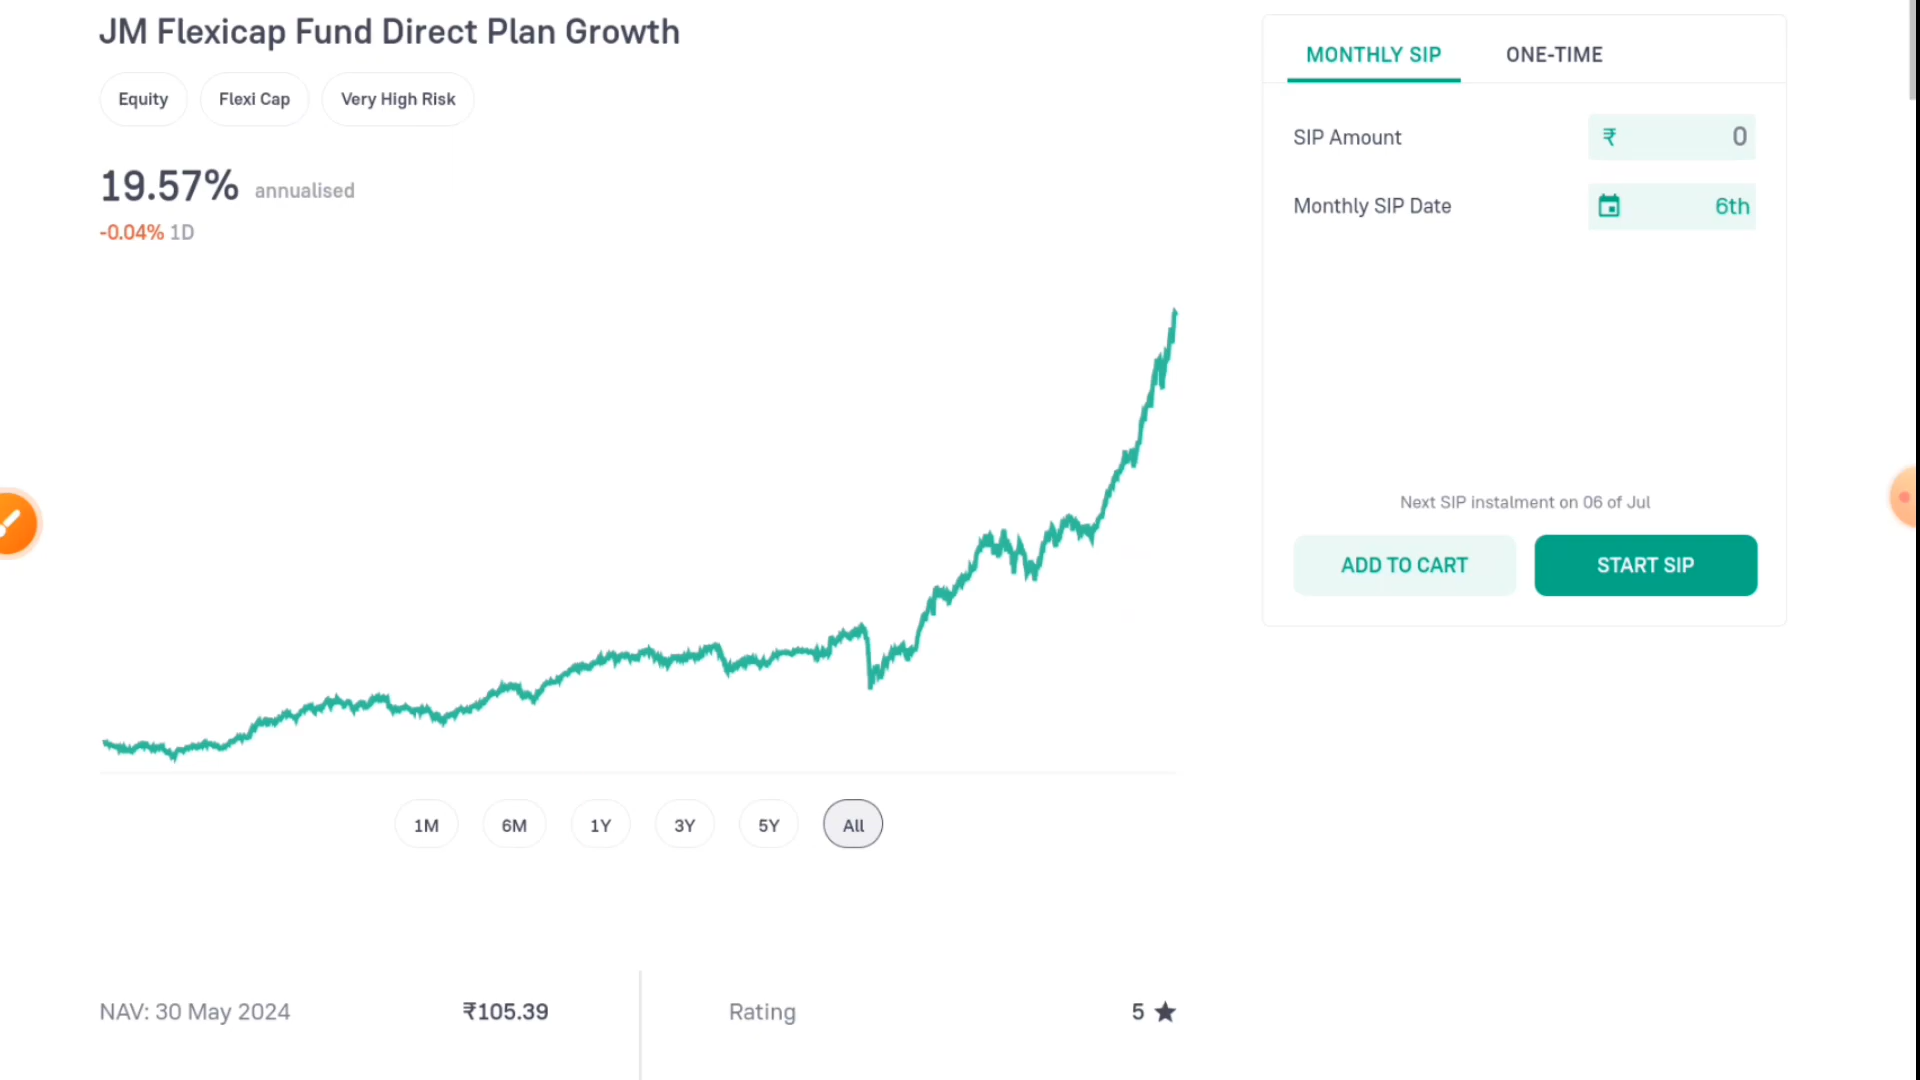 JM Flexicap Fund Direct Plan Growth
Equity
Flexi Cap
Very High Risk
19.57% annualised
-0.04% 1D
1M
6M
1Y
3Y
5Y
All
NAV: 30 May 2024
₹105.39
Rating
5 ★
MONTHLY SIP
ONE-TIME
SIP Amount
₹ 0
Monthly SIP Date
6th
Next SIP instalment on 06 of Jul
ADD TO CART
START SIP